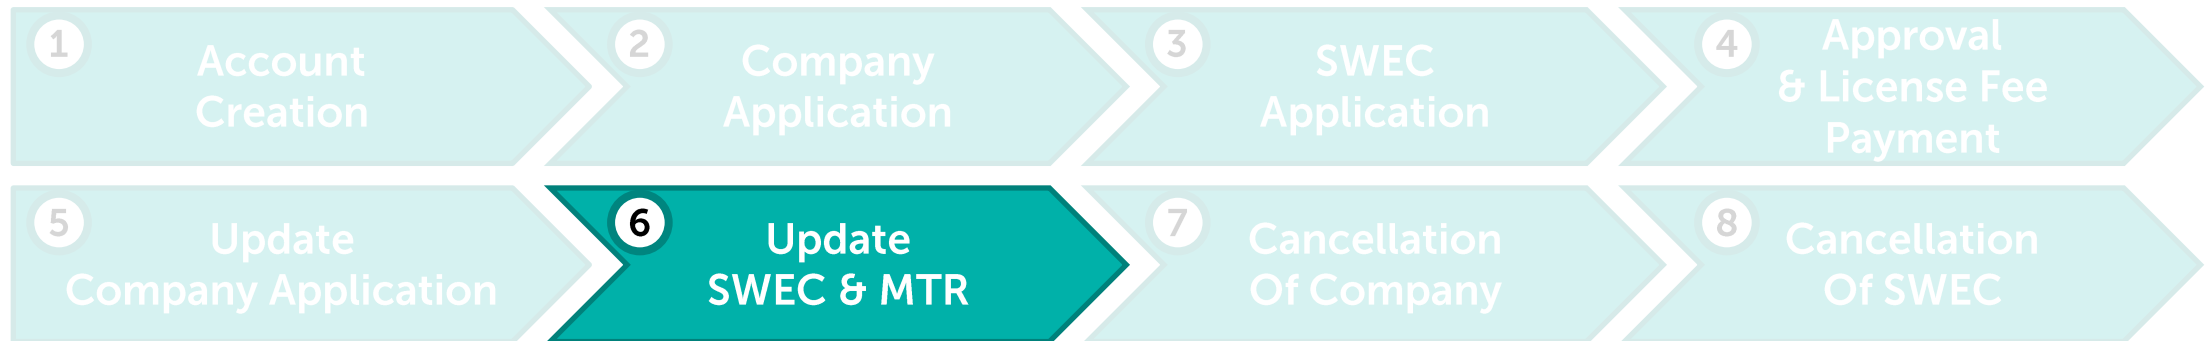 1
Account
Creation
2
Company
Application
3
SWEC
Application
4
Approval
& License Fee
Payment
5
Update
Company Application
6
Update
SWEC & MTR
7
Cancellation
Of Company
8
Cancellation
Of SWEC